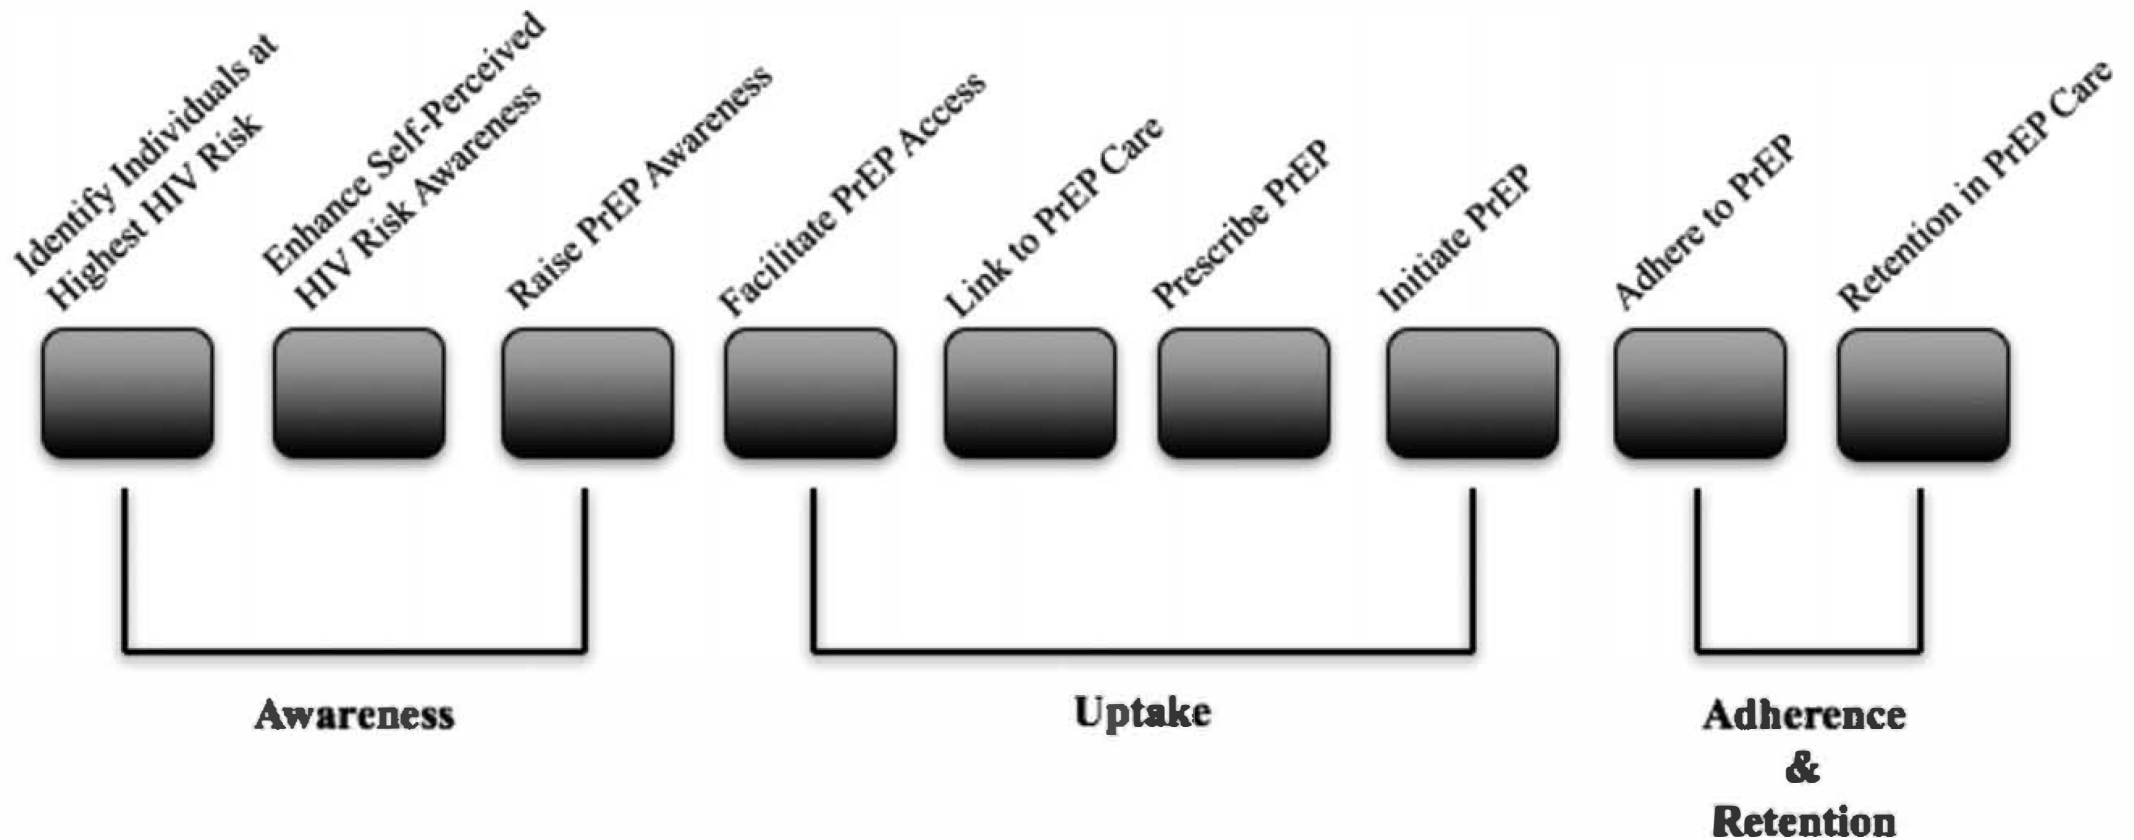 Identify Individuals at
Highest HIV Risk
Enhance Self-Perceived
HIV Risk Awareness
Raise PrEP Awareness
Facilitate PrEP Access
Link to PrEP Care
Prescribe PrEP
Initiate PrEP
Adhere to PrEP
Retention in PrEP Care
Awareness
Uptake
Adherence
&
Retention